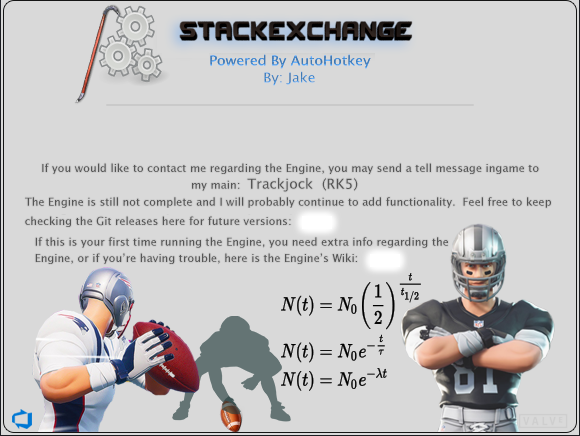 STACKEXCHANGE
Powered By AutoHotkey
By: Jake
If you would like to contact me regarding the Engine, you may send a tell message ingame to
my main: Trackjock (RK5)
The Engine is still not complete and I will probably continue to add functionality. Feel free to keep
checking the Git releases here for future versions:
If this is your first time running the Engine, you need extra info regarding the
Engine, or if you're having trouble, here is the Engine's Wiki:
N(t) = N₀(1/2)^(t/t₁/₂)
N(t) = N₀e^(-t/τ)
N(t) = N₀e^(-λt)
81
VALVE